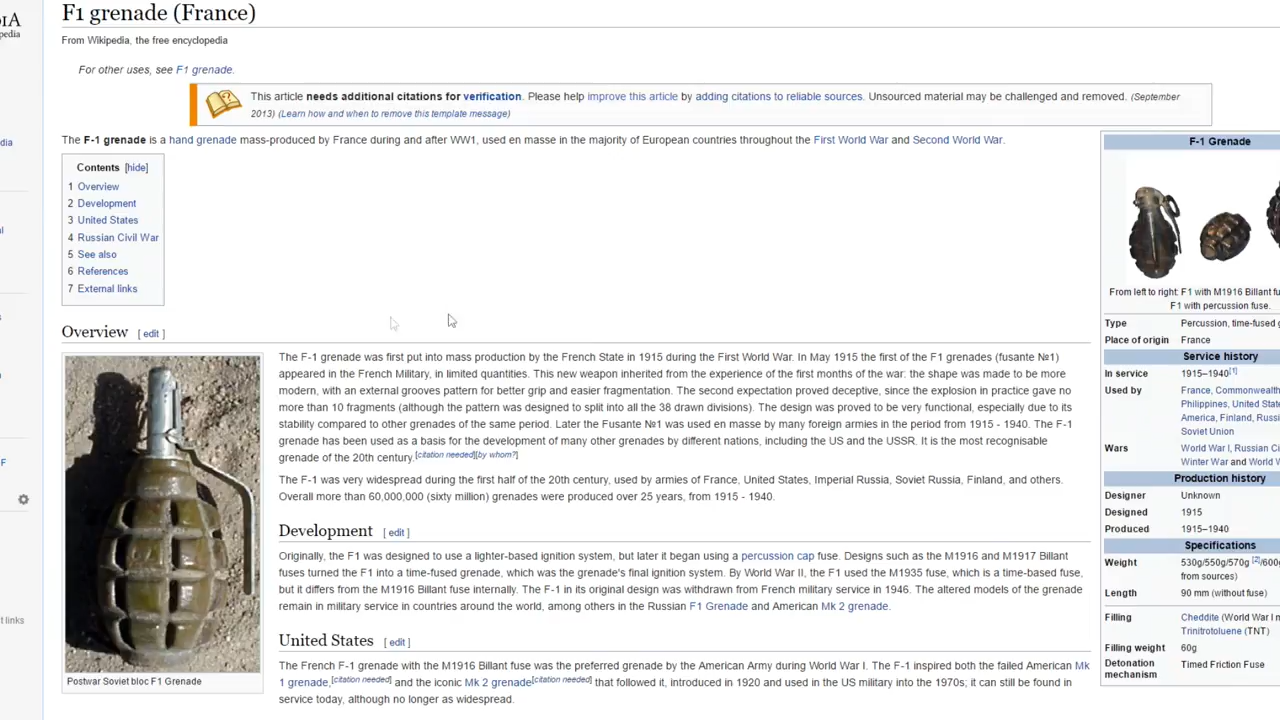 F1 grenade (France)
From Wikipedia, the free encyclopedia
For other uses, see F1 grenade.
This article needs additional citations for verification. Please help improve this article by adding citations to reliable sources. Unsourced material may be challenged and removed. (September
2013) (Learn how and when to remove this template message)
The F-1 grenade is a hand grenade mass-produced by France during and after WW1, used en masse in the majority of European countries throughout the First World War and Second World War.
Contents [hide]
1 Overview
2 Development
3 United States
4 Russian Civil War
5 See also
6 References
7 External links
Overview [ edit ]
The F-1 grenade was first put into mass production by the French State in 1915 during the First World War. In May 1915 the first of the F1 grenades (fusante №1)
appeared in the French Military, in limited quantities. This new weapon inherited from the experience of the first months of the war: the shape was made to be more
modern, with an external grooves pattern for better grip and easier fragmentation. The second expectation proved deceptive, since the explosion in practice gave no
more than 10 fragments (although the pattern was designed to split into all the 38 drawn divisions). The design was proved to be very functional, especially due to its
stability compared to other grenades of the same period. Later the Fusante №1 was used en masse by many foreign armies in the period from 1915 - 1940. The F-1
grenade has been used as a basis for the development of many other grenades by different nations, including the US and the USSR. It is the most recognisable
grenade of the 20th century.[citation needed][by whom?]
The F-1 was very widespread during the first half of the 20th century, used by armies of France, United States, Imperial Russia, Soviet Russia, Finland, and others.
Overall more than 60,000,000 (sixty million) grenades were produced over 25 years, from 1915 - 1940.
Postwar Soviet bloc F1 Grenade
Development [ edit ]
Originally, the F1 was designed to use a lighter-based ignition system, but later it began using a percussion cap fuse. Designs such as the M1916 and M1917 Billant
fuses turned the F1 into a time-fused grenade, which was the grenade's final ignition system. By World War II, the F1 used the M1935 fuse, which is a time-based fuse,
but it differs from the M1916 Billant fuse internally. The F-1 in its original design was withdrawn from French military service in 1946. The altered models of the grenade
remain in military service in countries around the world, among others in the Russian F1 Grenade and American Mk 2 grenade.
United States [ edit ]
The French F-1 grenade with the M1916 Billant fuse was the preferred grenade by the American Army during World War I. The F-1 inspired both the failed American Mk
1 grenade,[citation needed] and the iconic Mk 2 grenade[citation needed] that followed it, introduced in 1920 and used in the US military into the 1970s; it can still be found in
service today, although no longer as widespread.
F-1 Grenade
From left to right: F1 with M1916 Billant fu
F1 with percussion fuse.
Type Percussion, time-fused g
Place of origin France
Service history
In service 1915–1940[1]
Used by France, Commonwealth
Philippines, United State
America, Finland, Russi
Soviet Union
Wars World War I, Russian Ci
Winter War and World W
Production history
Designer Unknown
Designed 1915
Produced 1915–1940
Specifications
Weight 530g/550g/570g [2]/600g
from sources)
Length 90 mm (without fuse)
Filling Cheddite (World War I m
Trinitrotoluene (TNT)
Filling weight 60g
Detonation Timed Friction Fuse
mechanism